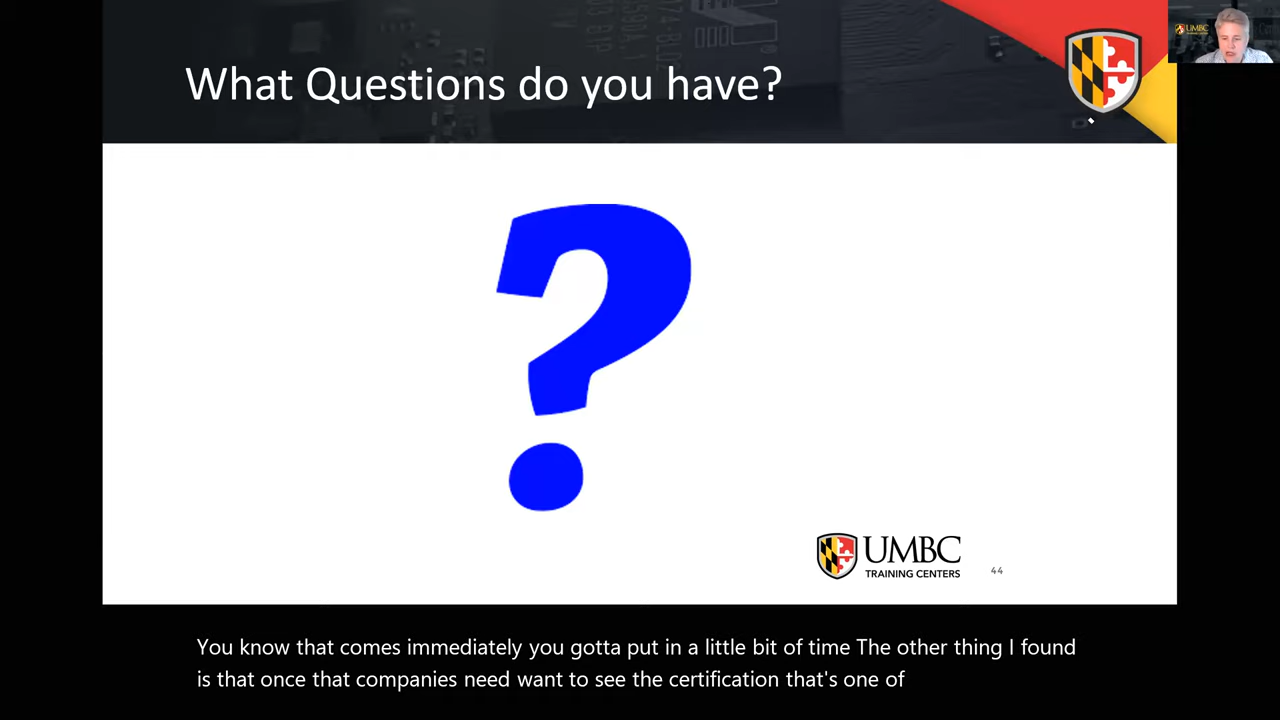 What Questions do you have?
?
UMBC
TRAINING CENTERS
44
You know that comes immediately you gotta put in a little bit of time The other thing I found
is that once that companies need want to see the certification that's one of
UMBC